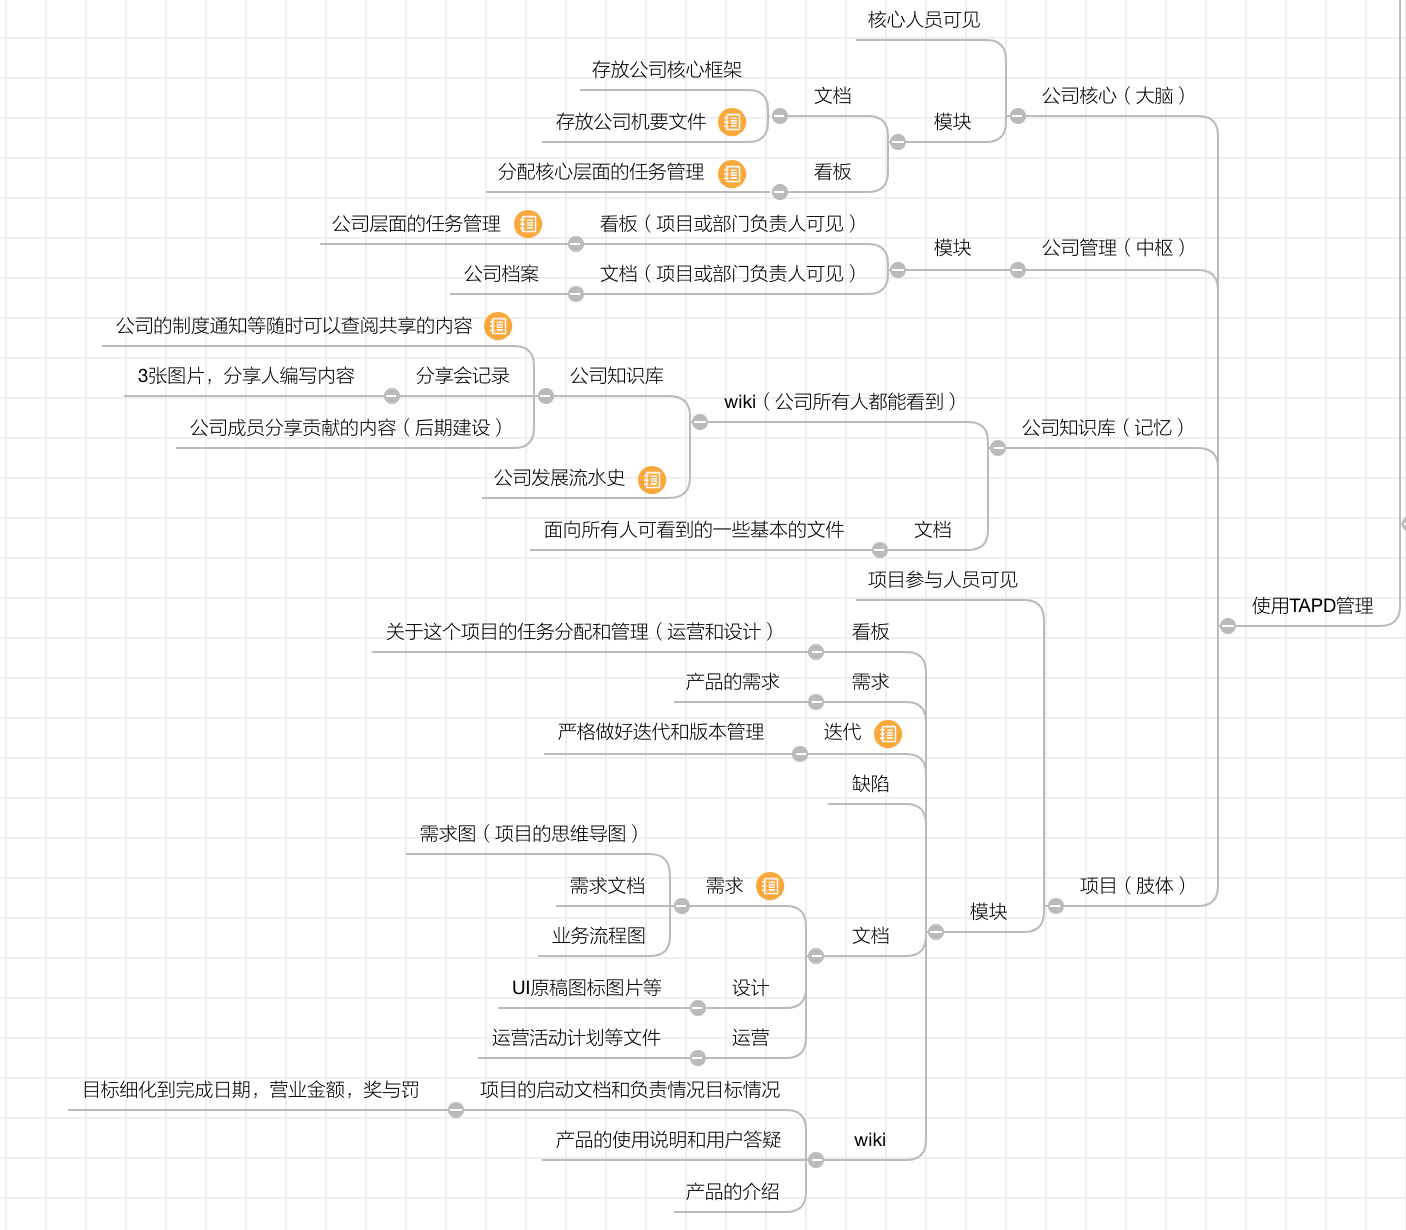 核心人员可见
存放公司核心框架
文档
公司核心（大脑）
存放公司机要文件
模块
分配核心层面的任务管理
看板
公司层面的任务管理
看板（项目或部门负责人可见）
模块
公司管理（中枢）
公司档案
文档（项目或部门负责人可见）
公司的制度通知等随时可以查阅共享的内容
3张图片，分享人编写内容
分享会记录
公司知识库
wiki（公司所有人都能看到）
公司成员分享贡献的内容（后期建设）
公司知识库（记忆）
公司发展流水史
面向所有人可看到的一些基本的文件
文档
项目参与人员可见
使用TAPD管理
关于这个项目的任务分配和管理（运营和设计）
看板
产品的需求
需求
严格做好迭代和版本管理
迭代
缺陷
需求图（项目的思维导图）
需求文档
需求
项目（肢体）
模块
业务流程图
文档
UI原稿图标图片等
设计
运营活动计划等文件
运营
目标细化到完成日期，营业金额，奖与罚
项目的启动文档和负责情况目标情况
产品的使用说明和用户答疑
wiki
产品的介绍